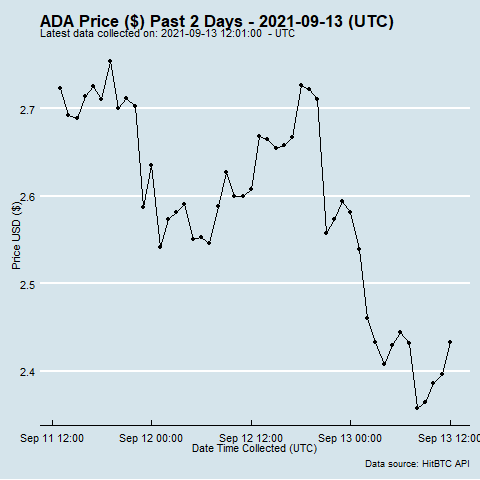 ADA Price ($) Past 2 Days - 2021-09-13 (UTC)
Latest data collected on: 2021-09-13 12:01:00 - UTC
2.7
2.6
2.5
2.4
Price USD ($)
Sep 11 12:00 Sep 12 00:00 Sep 12 12:00 Sep 13 00:00 Sep 13 12:00
Date Time Collected (UTC)
Data source: HitBTC API